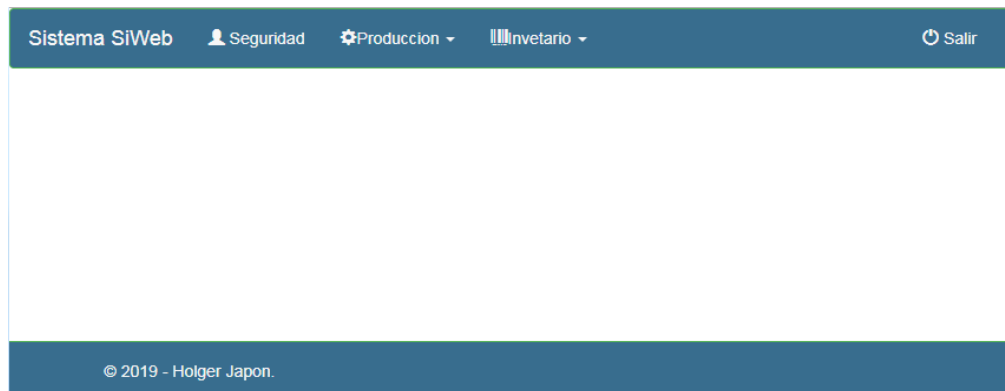 Sistema SiWeb Seguridad Produccion Invetario Salir
© 2019 - Holger Japon.